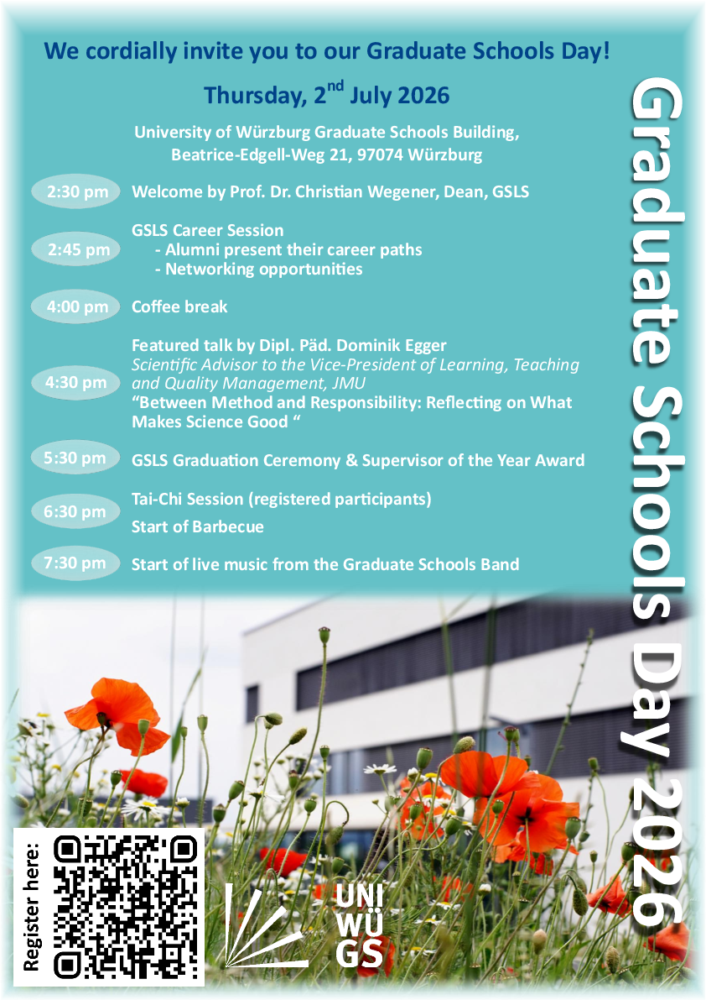 We cordially invite you to our Graduate Schools Day!
Thursday, 2nd July 2026
University of Würzburg Graduate Schools Building,
Beatrice-Edgell-Weg 21, 97074 Würzburg
2:30 pm Welcome by Prof. Dr. Christian Wegener, Dean, GSLS
2:45 pm GSLS Career Session
- Alumni present their career paths
- Networking opportunities
4:00 pm Coffee break
4:30 pm Featured talk by Dipl. Päd. Dominik Egger
Scientific Advisor to the Vice-President of Learning, Teaching
and Quality Management, JMU
“Between Method and Responsibility: Reflecting on What
Makes Science Good “
5:30 pm GSLS Graduation Ceremony & Supervisor of the Year Award
6:30 pm Tai-Chi Session (registered participants)
Start of Barbecue
7:30 pm Start of live music from the Graduate Schools Band
Graduate Schools Day 2026
Register here:
UNI
WÜ
GS